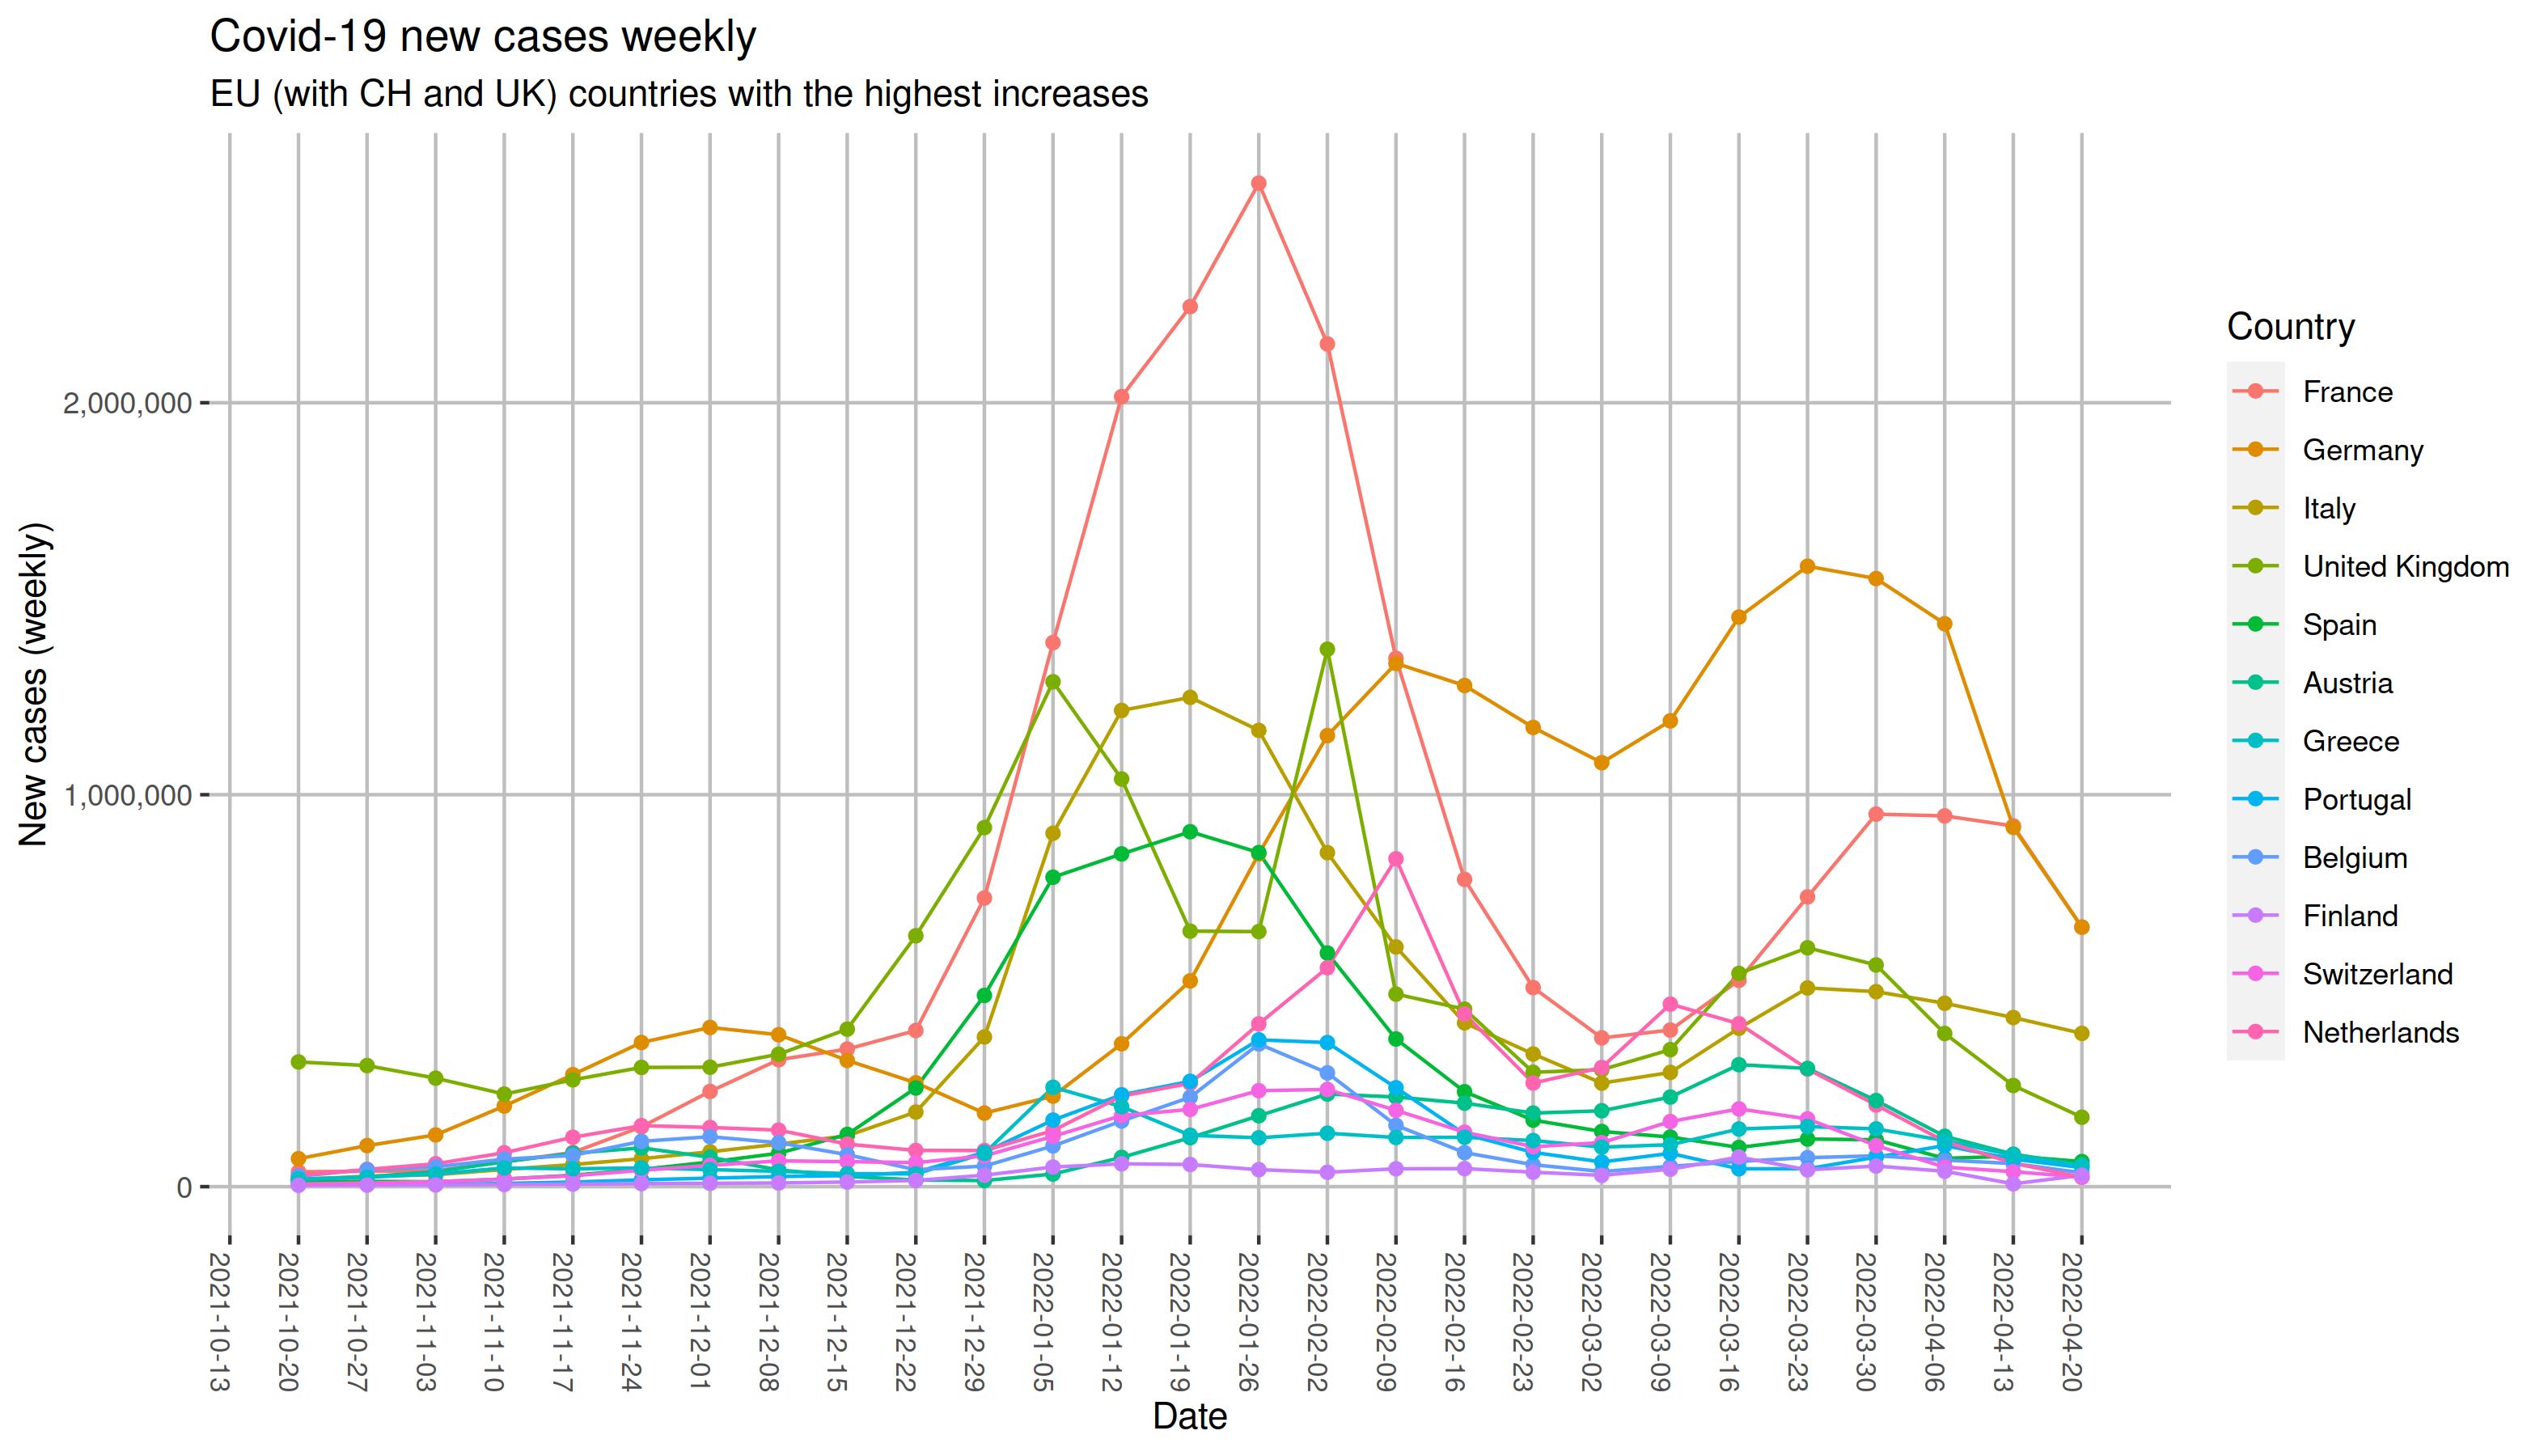 Covid-19 new cases weekly
EU (with CH and UK) countries with the highest increases
New cases (weekly)
2,000,000
1,000,000
0
2021-10-13
2021-10-20
2021-10-27
2021-11-03
2021-11-10
2021-11-17
2021-11-24
2021-12-01
2021-12-08
2021-12-15
2021-12-22
2021-12-29
2022-01-05
2022-01-12
2022-01-19
2022-01-26
2022-02-02
2022-02-09
2022-02-16
2022-02-23
2022-03-02
2022-03-09
2022-03-16
2022-03-23
2022-03-30
2022-04-06
2022-04-13
2022-04-20
Date
Country
France
Germany
Italy
United Kingdom
Spain
Austria
Greece
Portugal
Belgium
Finland
Switzerland
Netherlands